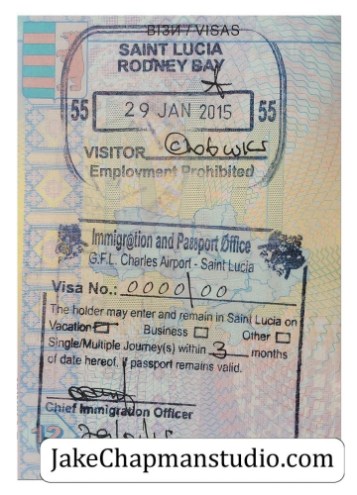 ВІЗИ / VISAS
SAINT LUCIA
RODNEY BAY
55 29 JAN 2015 55
VISITOR
Employment Prohibited
Immigration and Passport Office
G.F.L. Charles Airport - Saint Lucia
Visa No.: 0000/00
The holder may enter and remain in Saint Lucia on
Vacation Business Other
Single/Multiple Journey(s) within 3 months
of date hereof, if passport remains valid.
Chief Immigration Officer
JakeChapmanstudio.com